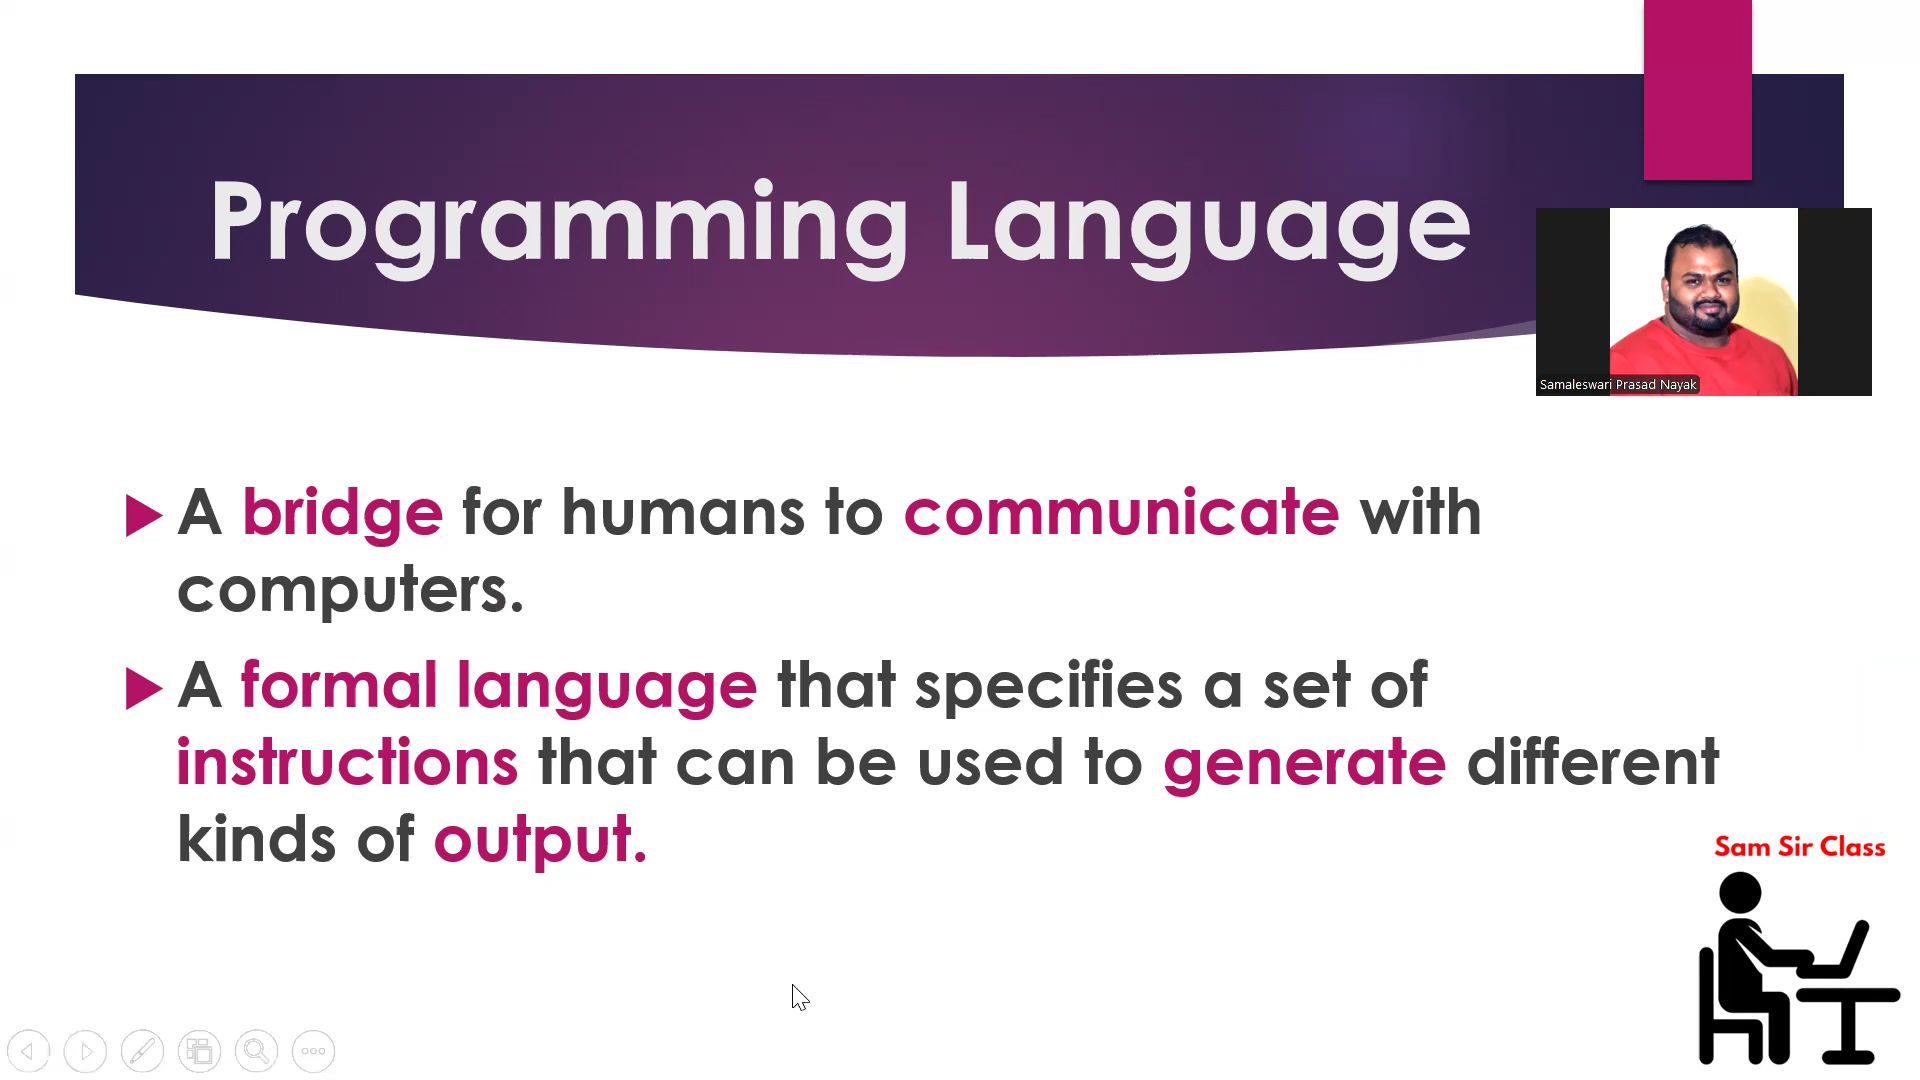 Programming Language
Samaleswari Prasad Nayak
A bridge for humans to communicate with
computers.
A formal language that specifies a set of
instructions that can be used to generate different
kinds of output.
Sam Sir Class